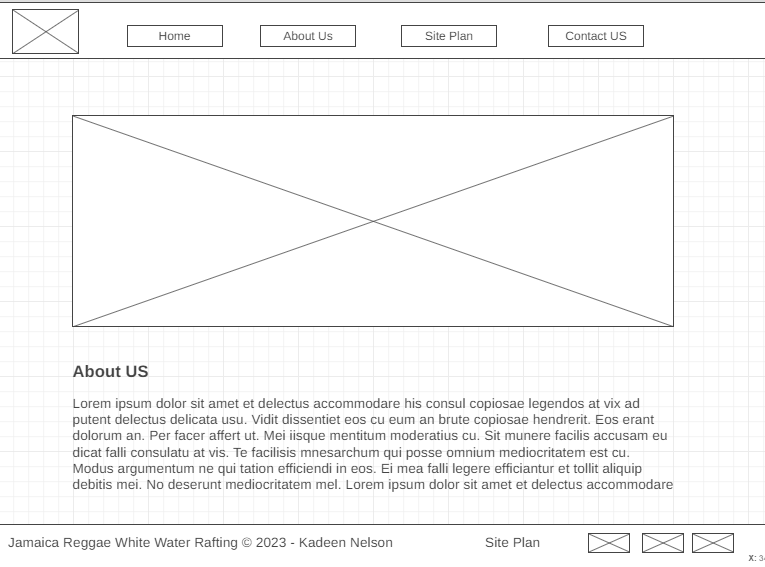 Home
About Us
Site Plan
Contact US
About US
Lorem ipsum dolor sit amet et delectus accommodare his consul copiosae legendos at vix ad
putent delectus delicata usu. Vidit dissentiet eos cu eum an brute copiosae hendrerit. Eos erant
dolorum an. Per facer affert ut. Mei iisque mentitum moderatius cu. Sit munere facilis accusam eu
dicat falli consulatu at vis. Te facilisis mnesarchum qui posse omnium mediocritatem est cu.
Modus argumentum ne qui tation efficiendi in eos. Ei mea falli legere efficiantur et tollit aliquip
debitis mei. No deserunt mediocritatem mel. Lorem ipsum dolor sit amet et delectus accommodare
Jamaica Reggae White Water Rafting © 2023 - Kadeen Nelson
Site Plan
X: